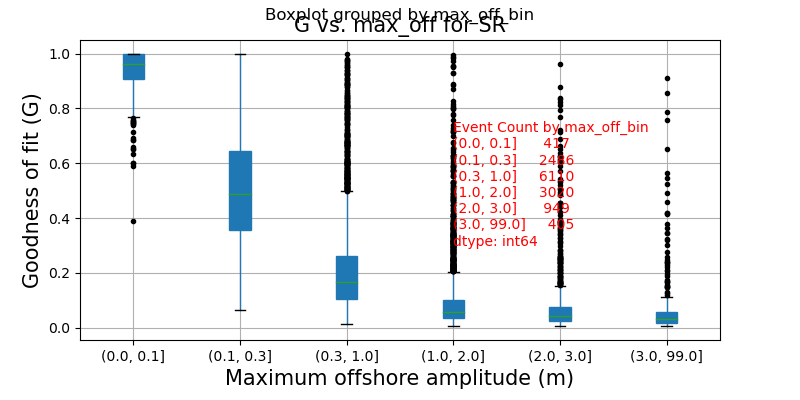 Boxplot grouped by max_off_bin
G vs. max_off for SR
Goodness of fit (G)
1.0
0.8
0.6
0.4
0.2
0.0
Event Count by max_off_bin
(0.0, 0.1] 417
(0.1, 0.3]
(0.3, 1.0]
(1.0, 2.0]
(2.0, 3.0] 949
(3.0, 99.0] 405
dtype: int64
(0.0, 0.1] (0.1, 0.3] (0.3, 1.0] (1.0, 2.0] (2.0, 3.0] (3.0, 99.0]
Maximum offshore amplitude (m)